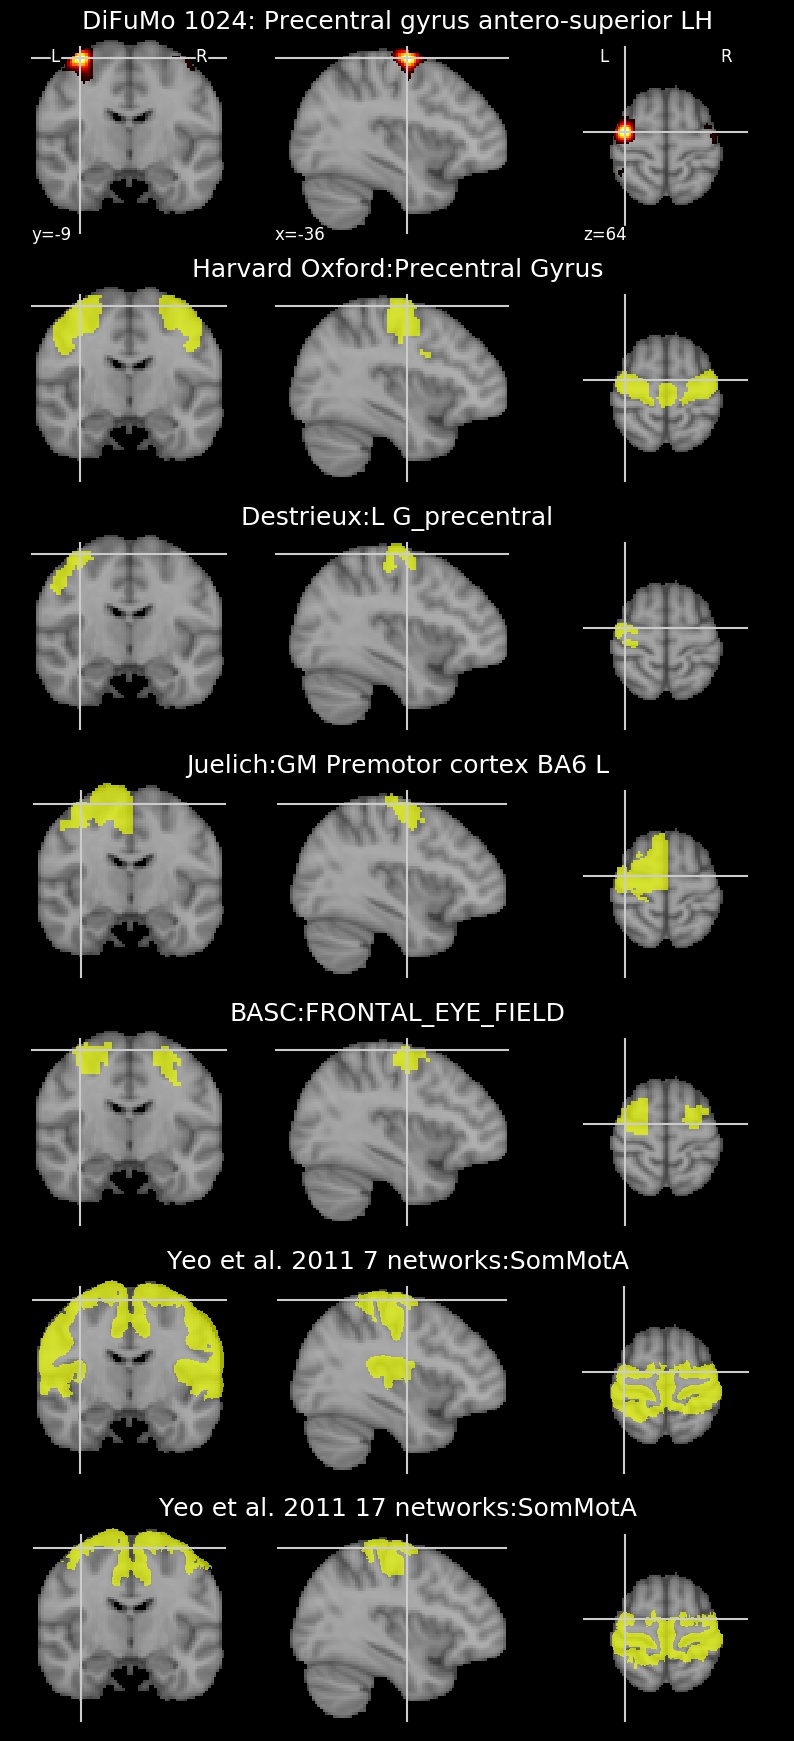 DiFuMo 1024: Precentral gyrus antero-superior LH
L R L R
y=-9 x=-36 z=64
Harvard Oxford:Precentral Gyrus
Destrieux:L G_precentral
Juelich:GM Premotor cortex BA6 L
BASC:FRONTAL_EYE_FIELD
Yeo et al. 2011 7 networks:SomMotA
Yeo et al. 2011 17 networks:SomMotA